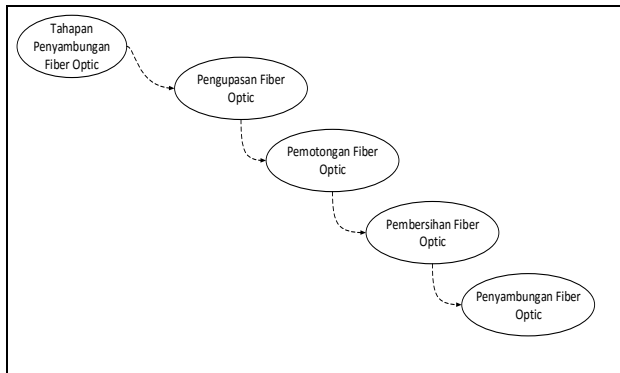 Tahapan
Penyambungan
Fiber Optic
Pengupasan Fiber
Optic
Pemotongan Fiber
Optic
Pembersihan Fiber
Optic
Penyambungan Fiber
Optic